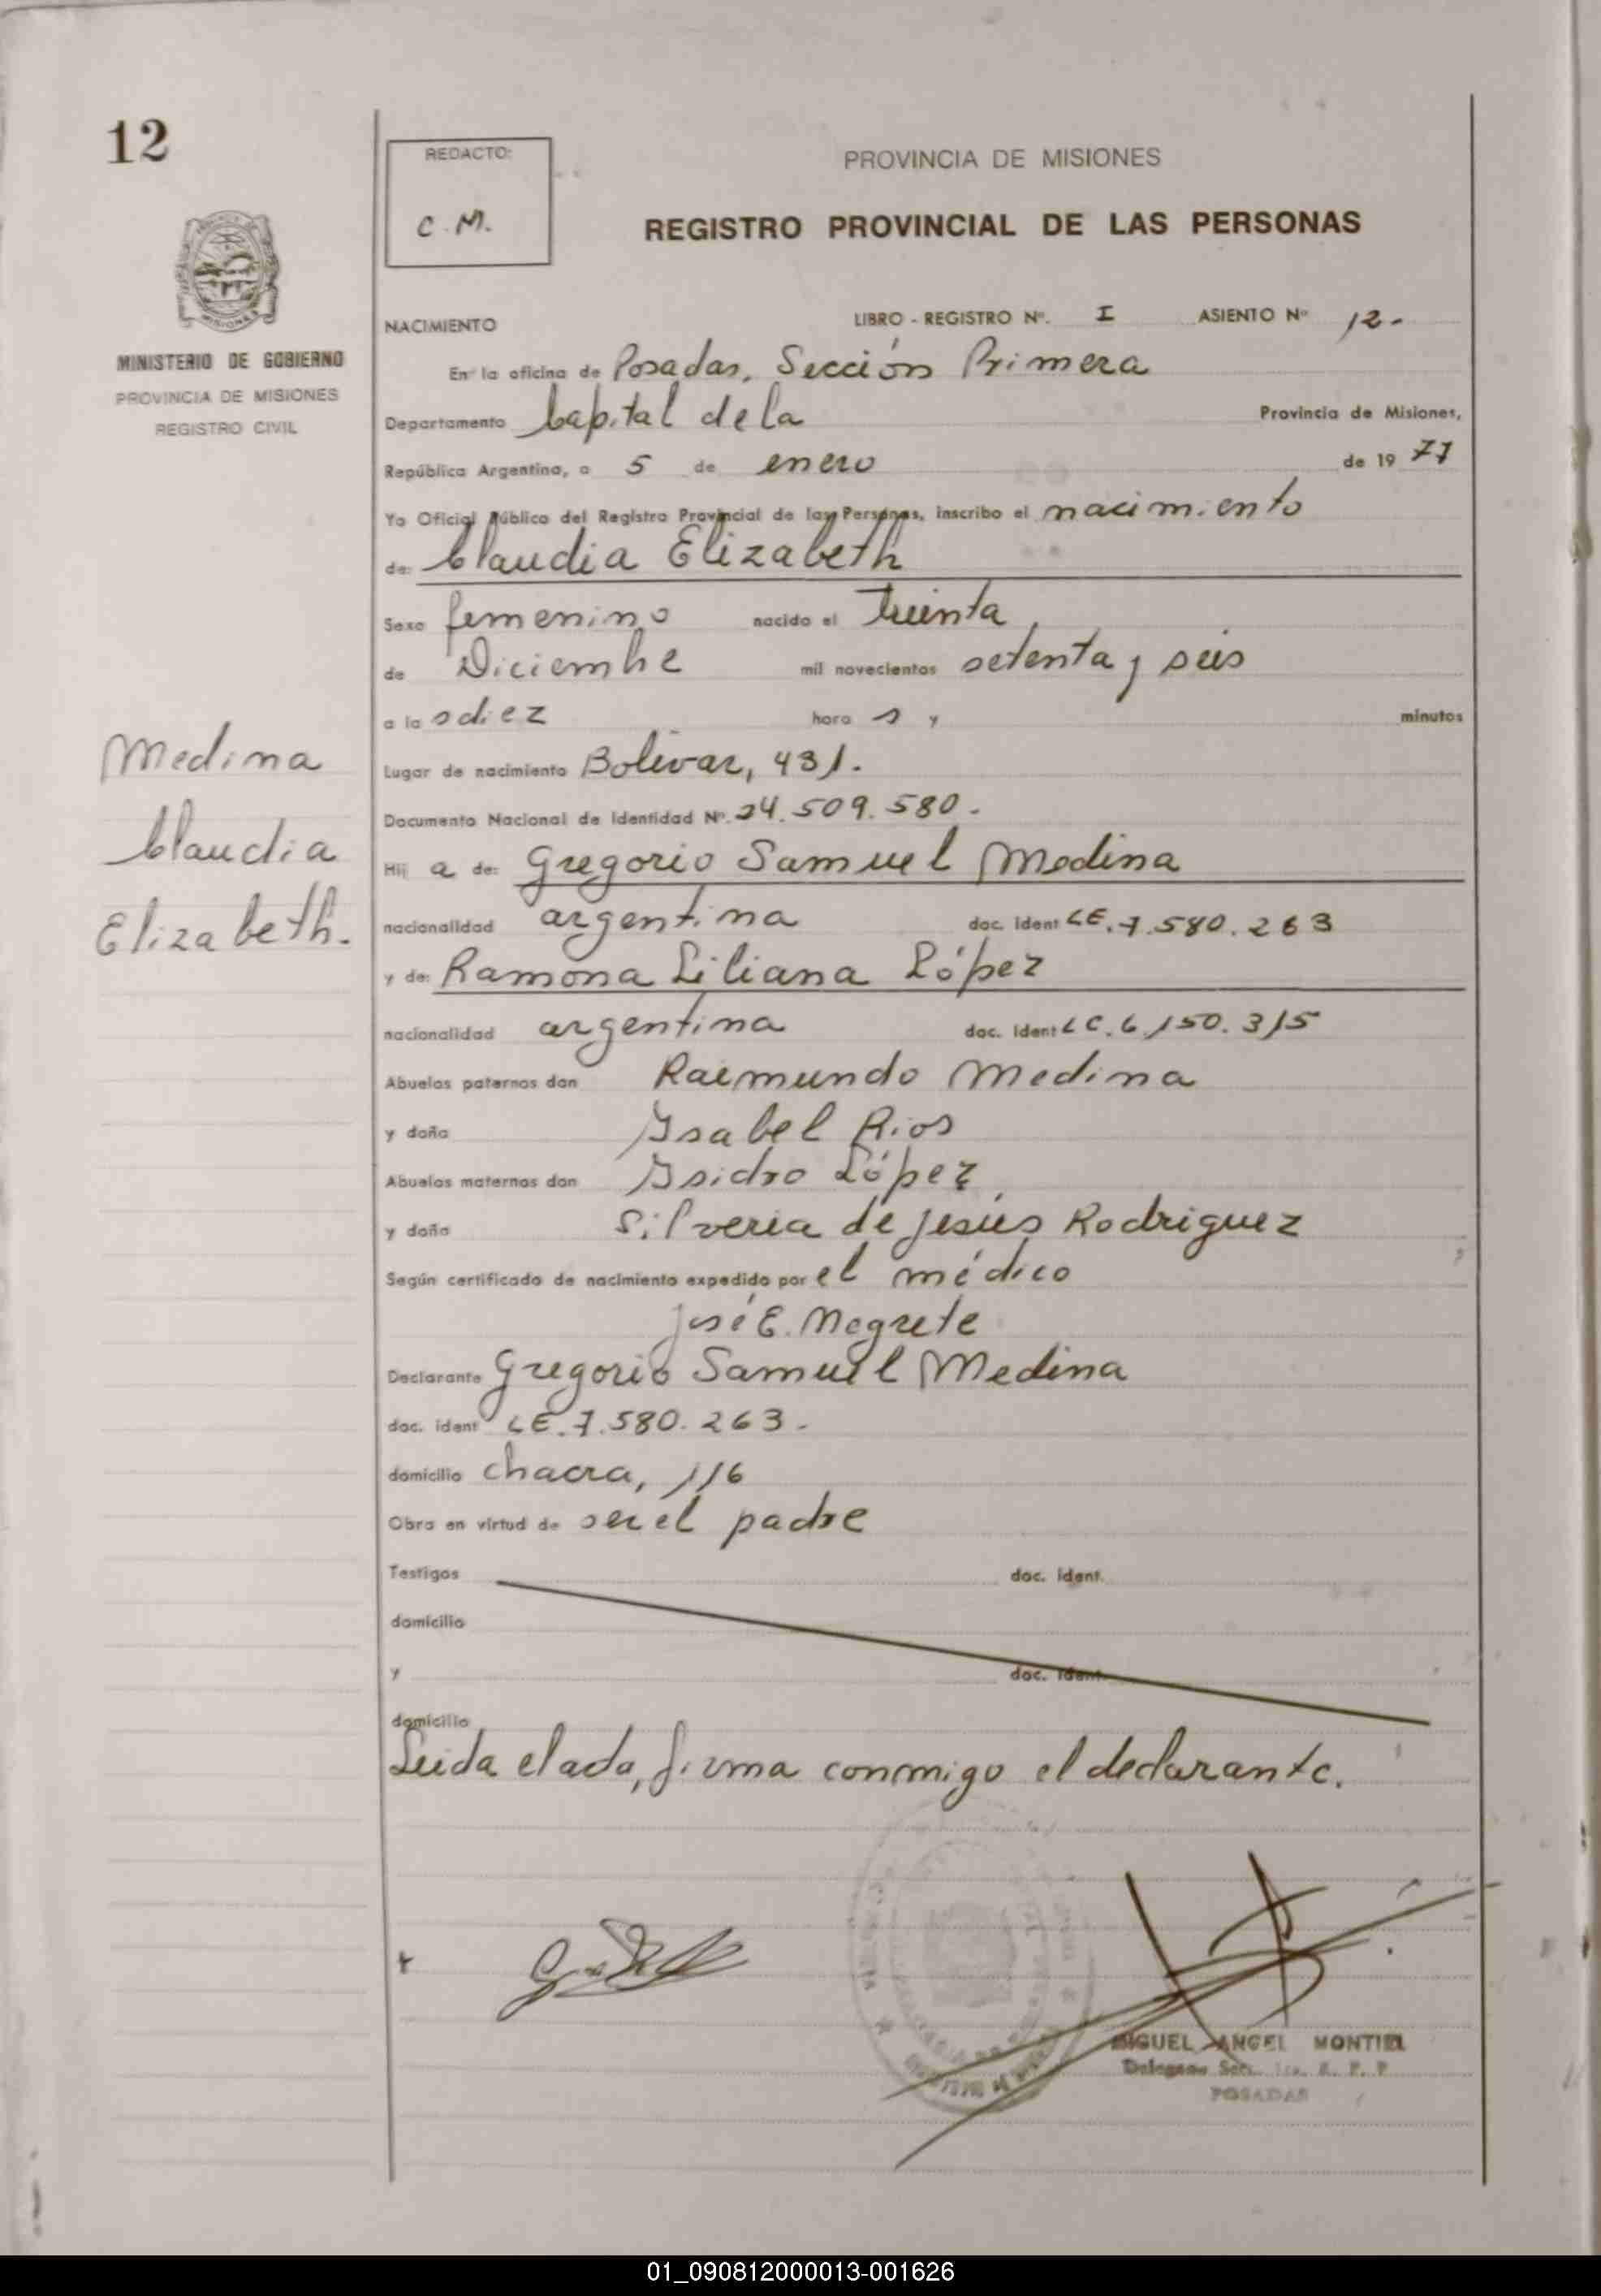 12
REDACTO:
C. M.
PROVINCIA DE MISIONES
REGISTRO PROVINCIAL DE LAS PERSONAS
MINISTERIO DE GOBIERNO
PROVINCIA DE MISIONES
REGISTRO CIVIL
NACIMIENTO LIBRO - REGISTRO Nº. I ASIENTO Nº 12-
En la oficina de Posadas, Sección Primera
Departamento Capital de la Provincia de Misiones,
República Argentina, a 5 de enero de 19 77
Yo Oficial Público del Registro Provincial de las Personas, inscribo el nacimiento
de: Claudia Elizabeth
Sexo femenino nacido el treinta
de Diciembre mil novecientos setenta y seis
a la s diez hora s y minutos
Medina
Claudia
Elizabeth.
Lugar de nacimiento Bolivar, 431.
Documento Nacional de Identidad Nº. 24.509.580.
Hij a de: Gregorio Samuel Medina
nacionalidad argentina doc. ident LE. 7.580.263
y de: Ramona Liliana López
nacionalidad argentina doc. ident LC. 6.150.315
Abuelos paternos don Raimundo Medina
y doña Ysabel Rios
Abuelos maternos don Ysidro López
y doña Silveria de Jesús Rodriguez
Según certificado de nacimiento expedido por el médico
José E. Negrete
Declarante Gregorio Samuel Medina
doc. ident LE. 7.580.263.
domicilio chacra, 116
Obra en virtud de ser el padre
Testigos doc. ident.
domicilio
y doc. ident.
domicilio
Leida el acta, firma conmigo el declarante.
MIGUEL ANGEL MONTIEL
POSADAS
01_090812000013-001626